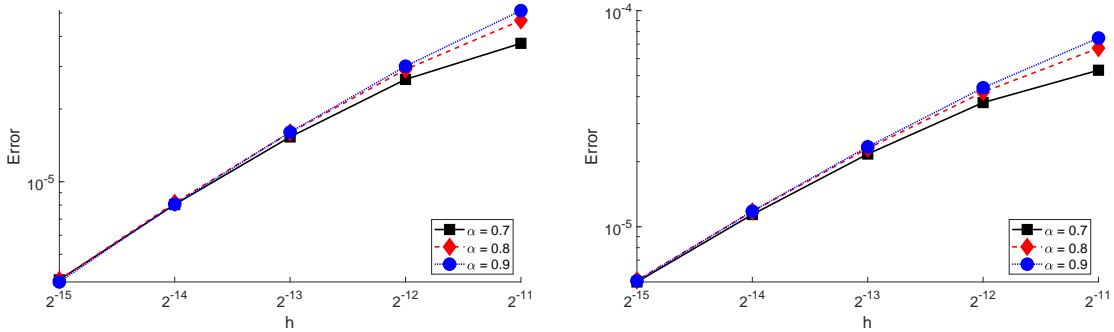 Error
10⁻⁵
α = 0.7
α = 0.8
α = 0.9
2⁻¹⁵ 2⁻¹⁴ 2⁻¹³ 2⁻¹² 2⁻¹¹
h
10⁻⁴
Error
10⁻⁵
α = 0.7
α = 0.8
α = 0.9
2⁻¹⁵ 2⁻¹⁴ 2⁻¹³ 2⁻¹² 2⁻¹¹
h